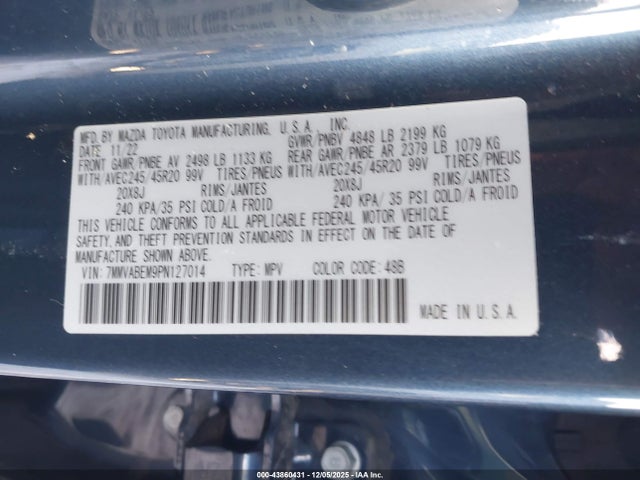 MFD.BY MAZDA TOYOTA MANUFACTURING, U.S.A., INC.
DATE 11/22 GVWR/PNBV 4848 LB 2199 KG
FRONT GAWR/PNBE AV 2498 LB 1133 KG REAR GAWR/PNBE AR 2379 LB 1079 KG
WITH/AVEC245/45R20 99V TIRES/PNEUS WITH/AVEC245/45R20 99V TIRES/PNEUS
20X8J RIMS/JANTES 20X8J RIMS/JANTES
240 KPA/35 PSI COLD/A FROID 240 KPA/ 35 PSI COLD/A FROID
THIS VEHICLE CONFORMS TO ALL APPLICABLE FEDERAL MOTOR VEHICLE
SAFETY, AND THEFT PREVENTION STANDARDS IN EFFECT ON THE DATE OF
MANUFACTURE SHOWN ABOVE.
VIN: 7MMVABEM9PN127014 TYPE: MPV COLOR CODE: 48B
MADE IN U.S.A.
00-43860431 - 12/05/2025 - IAA Inc.